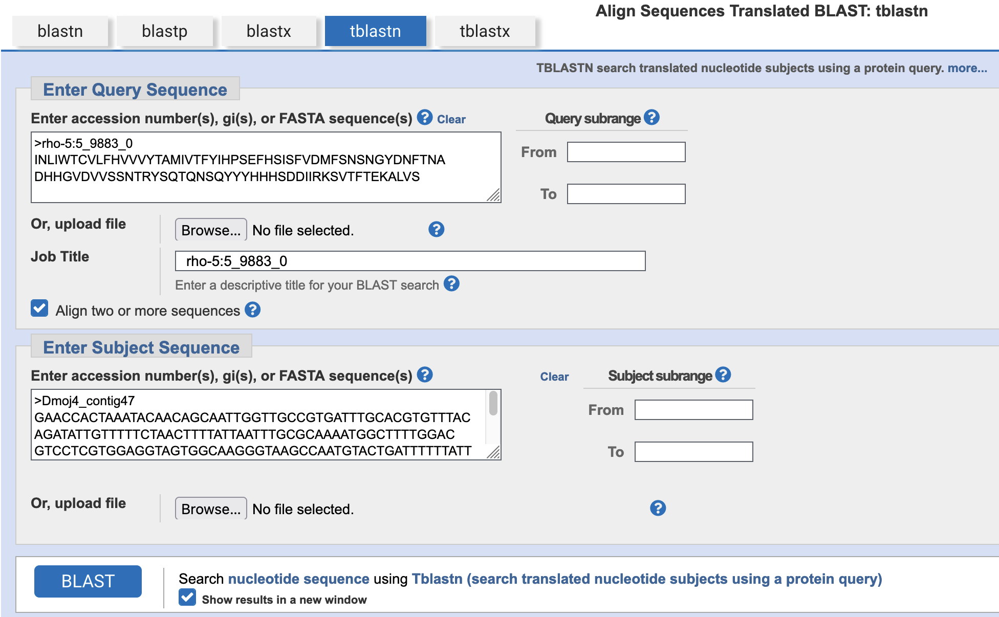 Align Sequences Translated BLAST: tblastn
blastn blastp blastx tblastn tblastx
TBLASTN search translated nucleotide subjects using a protein query. more...
Enter Query Sequence
Enter accession number(s), gi(s), or FASTA sequence(s) ? Clear Query subrange ?
>rho-5:5_9883_0
INLIWTCVLFHVVVYTAMIVTFYIHPSEFHSISFVDMFSNSNGYDNFTNA
DHHGVDVVSSNTRYSQTQNSQYYYHHHSDDIIRKSVTFTEKALVS
From
To
Or, upload file Browse... No file selected. ?
Job Title rho-5:5_9883_0
Enter a descriptive title for your BLAST search ?
Align two or more sequences ?
Enter Subject Sequence
Enter accession number(s), gi(s), or FASTA sequence(s) ? Clear Subject subrange ?
>Dmoj4_contig47
GAACCACTAAATACAACAGCAATTGGTTGCCGTGATTTGCACGTGTTTAC
AGATATTGTTTTTCTAACTTTTATTAATTTGCGCAAAATGGCTTTTGGAC
GTCCTCGTGGAGGTAGTGGCAAGGGTAAGCCAATGTACTGATTTTTTATT
From
To
Or, upload file Browse... No file selected. ?
BLAST Search nucleotide sequence using Tblastn (search translated nucleotide subjects using a protein query)
Show results in a new window